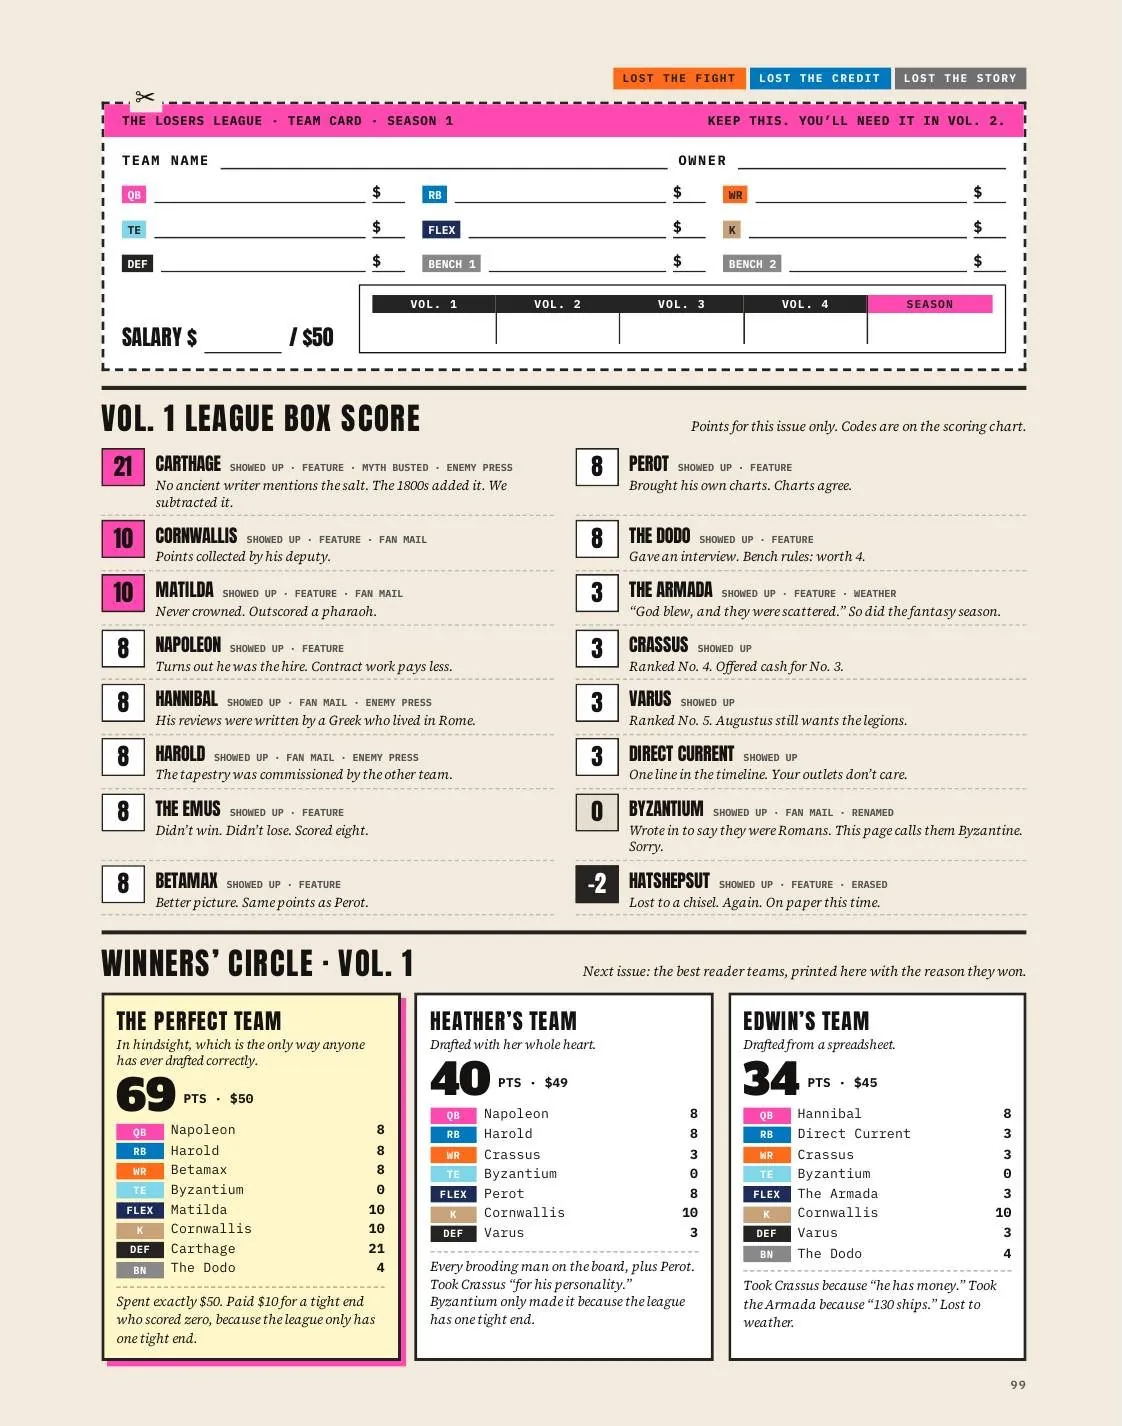 LOST THE FIGHT LOST THE CREDIT LOST THE STORY
THE LOSERS LEAGUE · TEAM CARD · SEASON 1 KEEP THIS. YOU’LL NEED IT IN VOL. 2.
TEAM NAME OWNER
QB $ RB $ WR $
TE $ FLEX $ K $
DEF $ BENCH 1 $ BENCH 2 $
VOL. 1 VOL. 2 VOL. 3 VOL. 4 SEASON
SALARY $ / $50
VOL. 1 LEAGUE BOX SCORE
Points for this issue only. Codes are on the scoring chart.
21 CARTHAGE SHOWED UP · FEATURE · MYTH BUSTED · ENEMY PRESS
No ancient writer mentions the salt. The 1800s added it. We
subtracted it.
10 CORNWALLIS SHOWED UP · FEATURE · FAN MAIL
Points collected by his deputy.
10 MATILDA SHOWED UP · FEATURE · FAN MAIL
Never crowned. Outscored a pharaoh.
8 NAPOLEON SHOWED UP · FEATURE
Turns out he was the hire. Contract work pays less.
8 HANNIBAL SHOWED UP · FAN MAIL · ENEMY PRESS
His reviews were written by a Greek who lived in Rome.
8 HAROLD SHOWED UP · FAN MAIL · ENEMY PRESS
The tapestry was commissioned by the other team.
8 THE EMUS SHOWED UP · FEATURE
Didn’t win. Didn’t lose. Scored eight.
8 BETAMAX SHOWED UP · FEATURE
Better picture. Same points as Perot.
8 PEROT SHOWED UP · FEATURE
Brought his own charts. Charts agree.
8 THE DODO SHOWED UP · FEATURE
Gave an interview. Bench rules: worth 4.
3 THE ARMADA SHOWED UP · FEATURE · WEATHER
“God blew, and they were scattered.” So did the fantasy season.
3 CRASSUS SHOWED UP
Ranked No. 4. Offered cash for No. 3.
3 VARUS SHOWED UP
Ranked No. 5. Augustus still wants the legions.
3 DIRECT CURRENT SHOWED UP
One line in the timeline. Your outlets don’t care.
0 BYZANTIUM SHOWED UP · FAN MAIL · RENAMED
Wrote in to say they were Romans. This page calls them Byzantine.
Sorry.
-2 HATSHEPSUT SHOWED UP · FEATURE · ERASED
Lost to a chisel. Again. On paper this time.
WINNERS’ CIRCLE · VOL. 1
Next issue: the best reader teams, printed here with the reason they won.
THE PERFECT TEAM
In hindsight, which is the only way anyone
has ever drafted correctly.
69 PTS · $50
QB Napoleon 8
RB Harold 8
WR Betamax 8
TE Byzantium 0
FLEX Matilda 10
K Cornwallis 10
DEF Carthage 21
BN The Dodo 4
Spent exactly $50. Paid $10 for a tight end
who scored zero, because the league only has
one tight end.
HEATHER’S TEAM
Drafted with her whole heart.
40 PTS · $49
QB Napoleon 8
RB Harold 8
WR Crassus 3
TE Byzantium 0
FLEX Perot 8
K Cornwallis 10
DEF Varus 3
Every brooding man on the board, plus Perot.
Took Crassus “for his personality.”
Byzantium only made it because the league
has one tight end.
EDWIN’S TEAM
Drafted from a spreadsheet.
34 PTS · $45
QB Hannibal 8
RB Direct Current 3
WR Crassus 3
TE Byzantium 0
FLEX The Armada 3
K Cornwallis 10
DEF Varus 3
BN The Dodo 4
Took Crassus because “he has money.” Took
the Armada because “130 ships.” Lost to
weather.
99